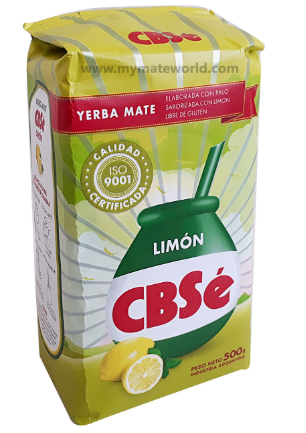 CBSé
www.mymateworld.com
YERBA MATE
ELABORADA CON PALO
SABORIZADA CON LIMON
LIBRE DE GLUTEN
CALIDAD
ISO
9001
CERTIFICADA
LIMÓN
CBSé
PESO NETO 500g
INDUSTRIA ARGENTINA
CBSé